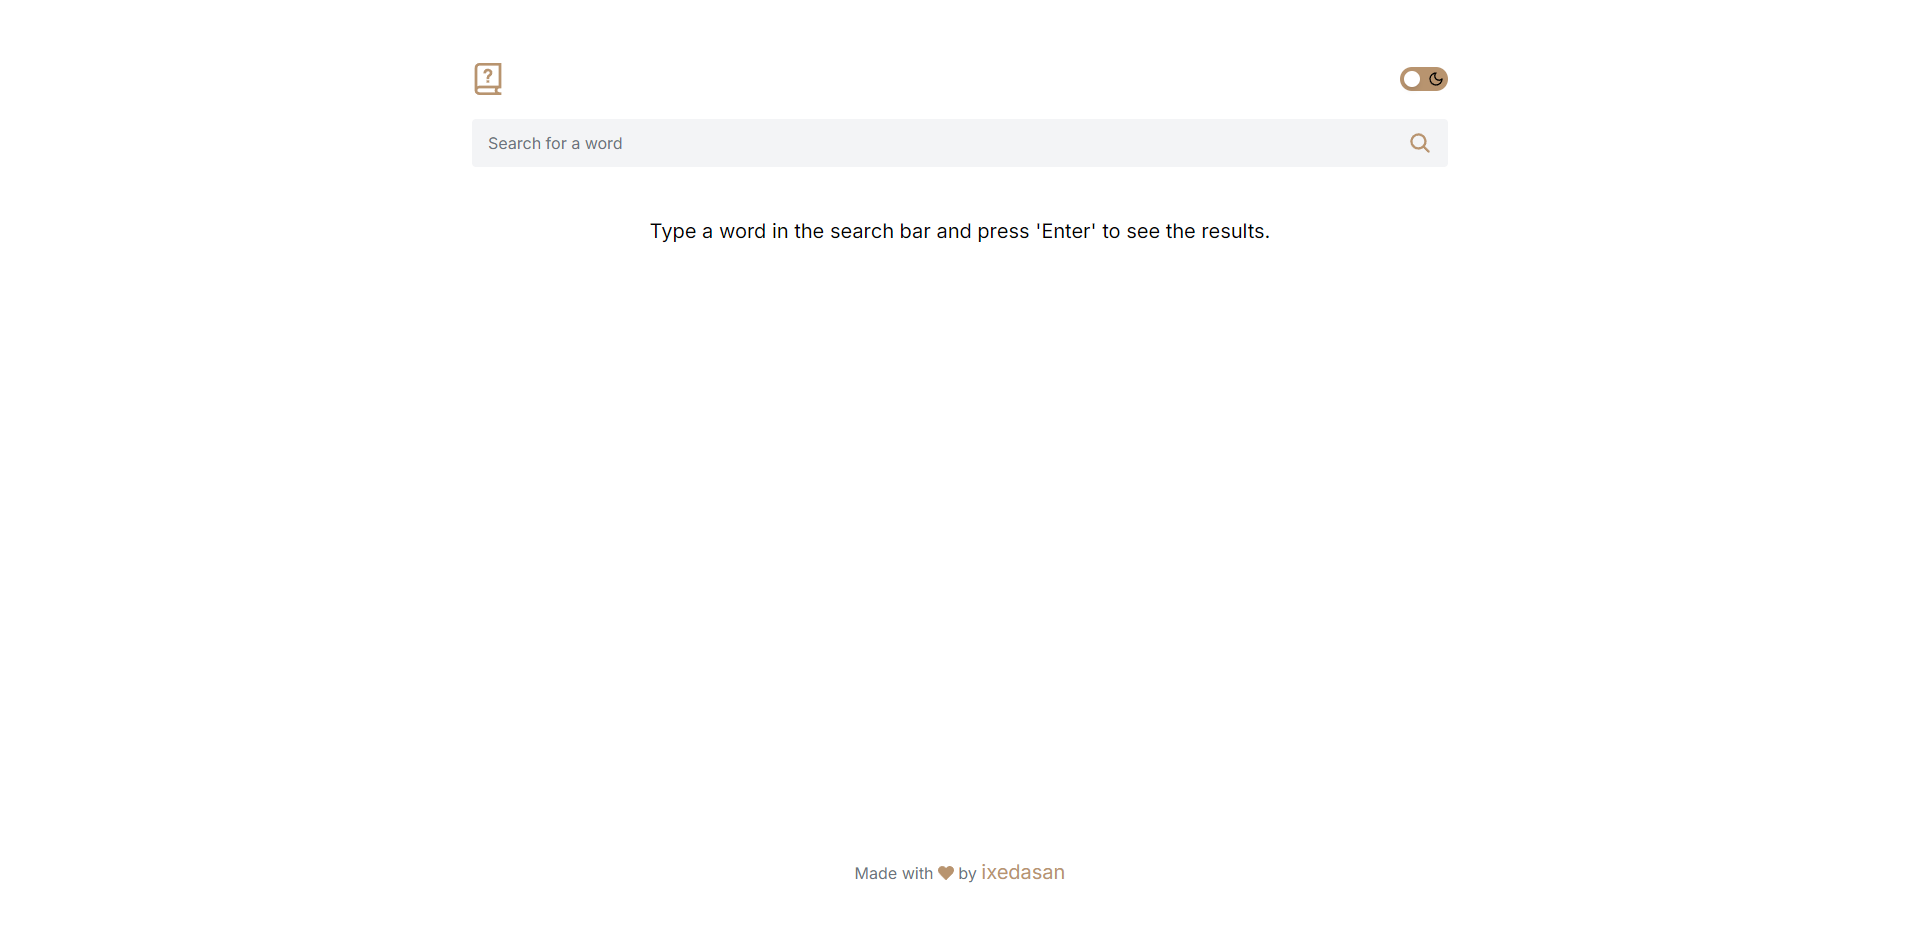 Search for a word
Type a word in the search bar and press 'Enter' to see the results.
Made with by ixedasan